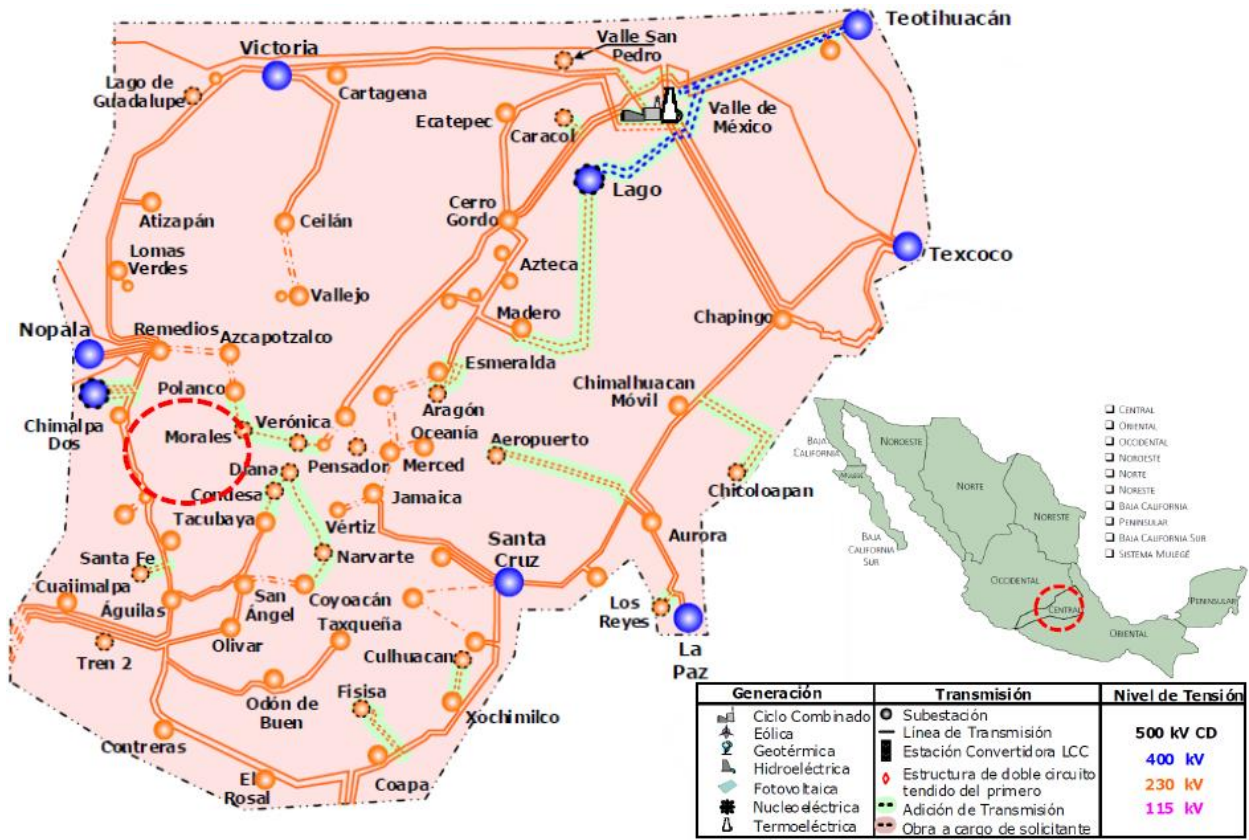 Teotihuacán
Valle San
Pedro
Victoria
Lago de
Guadalupe
Cartagena
Ecatepec
Caracol
Valle de
México
Lago
Atizapán
Ceilán
Cerro
Gordo
Texcoco
Lomas
Verdes
Azteca
Vallejo
Madero
Chapingo
Nopala
Remedios
Azcapotzalco
Esmeralda
Polanco
Chimalhuacan
Móvil
Aragón
Chimalpa
Dos
Morales
Verónica
Oceanía
Aeropuerto
Diana
Pensador
Merced
Chicoloapan
Condesa
Jamaica
Tacubaya
Vértiz
Santa
Cruz
Aurora
Santa Fe
Narvarte
Cuajimalpa
Águilas
San
Ángel
Coyoacán
Los
Reyes
Tren 2
Olivar
Taxqueña
Culhuacan
La
Paz
Odón de
Buen
Fisisa
Xochimilco
Contreras
El
Rosal
Coapa
BAJA
CALIFORNIA
NOROESTE
MULEGÉ
NORTE
NORESTE
BAJA
CALIFORNIA
SUR
OCCIDENTAL
CENTRAL
ORIENTAL
PENINSULAR
CENTRAL
ORIENTAL
OCCIDENTAL
NOROESTE
NORTE
NORESTE
BAJA CALIFORNIA
PENINSULAR
BAJA CALIFORNIA SUR
SISTEMA MULEGÉ
Generación
Ciclo Combinado
Eólica
Geotérmica
Hidroeléctrica
Fotovoltaica
Nucleoeléctrica
Termoeléctrica
Transmisión
Subestación
Línea de Transmisión
Estación Convertidora LCC
Estructura de doble circuito
tendido del primero
Adición de Transmisión
Obra a cargo de solicitante
Nivel de Tensión
500 kV CD
400 kV
230 kV
115 kV